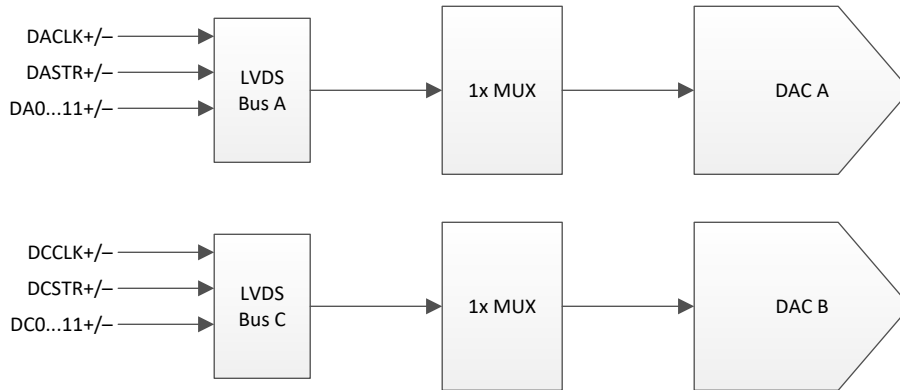 DACLK+/–
DASTR+/–
DA0...11+/–
LVDS
Bus A
1x MUX
DAC A
DCCLK+/–
DCSTR+/–
DC0...11+/–
LVDS
Bus C
1x MUX
DAC B